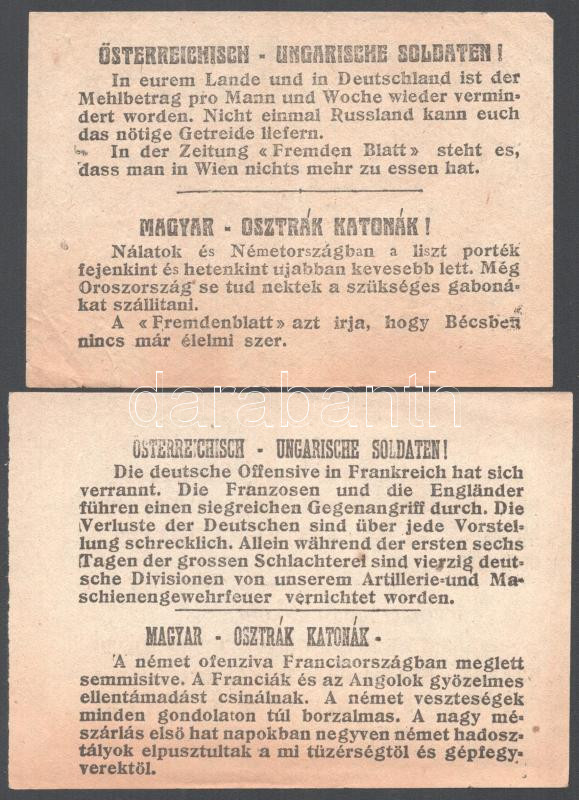 ÖSTERREICHISCH - UNGARISCHE SOLDATEN !
In eurem Lande und in Deutschland ist der
Mehlbetrag pro Mann und Woche wieder vermin-
dert worden. Nicht einmal Russland kann euch
das nötige Getreide liefern.
In der Zeitung « Fremden Blatt » steht es,
dass man in Wien nichts mehr zu essen hat.
MAGYAR - OSZTRÁK KATONÁK !
Nálatok és Németországban a liszt porték
fejenkint és hetenkint ujabban kevesebb lett. Még
Oroszország se tud nektek a szükséges gaboná-
kat szállitani.
A « Fremdenblatt » azt irja, hogy Bécsben
nincs már élelmi szer.
darabanth
ÖSTERREICHISCH - UNGARISCHE SOLDATEN !
Die deutsche Offensive in Frankreich hat sich
verrannt. Die Franzosen und die Engländer
führen einen siegreichen Gegenangriff durch. Die
Verluste der Deutschen sind über jede Vorstel-
lung schrecklich. Allein während der ersten sechs
Tagen der grossen Schlachterei sind vierzig deut-
sche Divisionen von unserem Artillerie-und Ma-
schienengewehrfeuer vernichtet worden.
MAGYAR - OSZTRÁK KATONÁK -
A német ofenziva Franciaországban meglett
semmisitve. A Franciák és az Angolok gyözelmes
ellentámadást csinálnak. A német veszteségek
minden gondolaton túl borzalmas. A nagy mé-
szárlás elsö hat napokban negyven német hadosz-
tályok elpusztultak a mi tüzérségtöl és gépfegy-
verektöl.